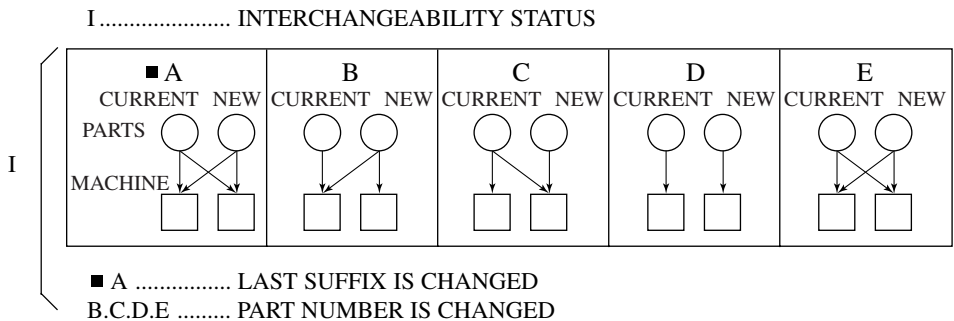 I ...................... INTERCHANGEABILITY STATUS
■ A B C D E
CURRENT NEW CURRENT NEW CURRENT NEW CURRENT NEW CURRENT NEW
PARTS
I
MACHINE
■ A ................ LAST SUFFIX IS CHANGED
B.C.D.E ......... PART NUMBER IS CHANGED